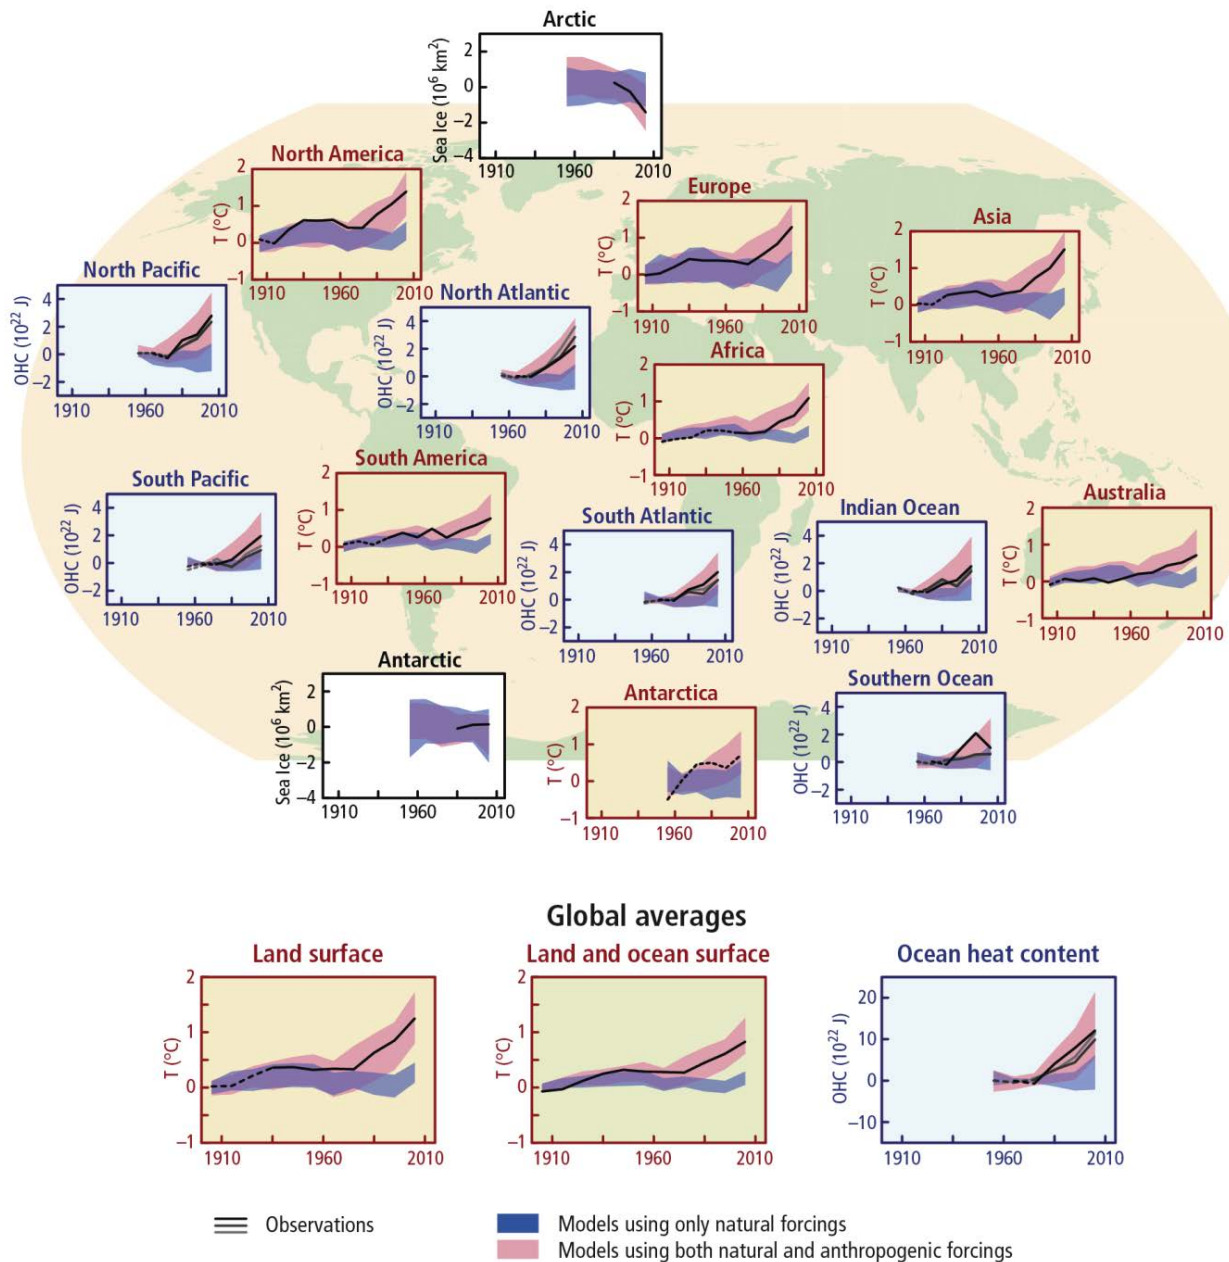 Arctic
Sea Ice (10⁶ km²)
2
0
−2
−4
1910 1960 2010
North America
T (°C)
2
1
0
−1
1910 1960 2010
Europe
T (°C)
2
1
0
−1
1910 1960 2010
Asia
T (°C)
2
1
0
−1
1910 1960 2010
North Pacific
OHC (10²² J)
4
2
0
−2
1910 1960 2010
North Atlantic
OHC (10²² J)
4
2
0
−2
1910 1960 2010
Africa
T (°C)
2
1
0
−1
1910 1960 2010
South Pacific
OHC (10²² J)
4
2
0
−2
1910 1960 2010
South America
T (°C)
2
1
0
−1
1910 1960 2010
South Atlantic
OHC (10²² J)
4
2
0
−2
1910 1960 2010
Indian Ocean
OHC (10²² J)
4
2
0
−2
1910 1960 2010
Australia
T (°C)
2
1
0
−1
1910 1960 2010
Antarctic
Sea Ice (10⁶ km²)
2
0
−2
−4
1910 1960 2010
Antarctica
T (°C)
2
1
0
−1
1910 1960 2010
Southern Ocean
OHC (10²² J)
4
2
0
−2
1910 1960 2010
Global averages
Land surface
T (°C)
2
1
0
−1
1910 1960 2010
Land and ocean surface
T (°C)
2
1
0
−1
1910 1960 2010
Ocean heat content
OHC (10²² J)
20
10
0
−10
1910 1960 2010
Observations
Models using only natural forcings
Models using both natural and anthropogenic forcings